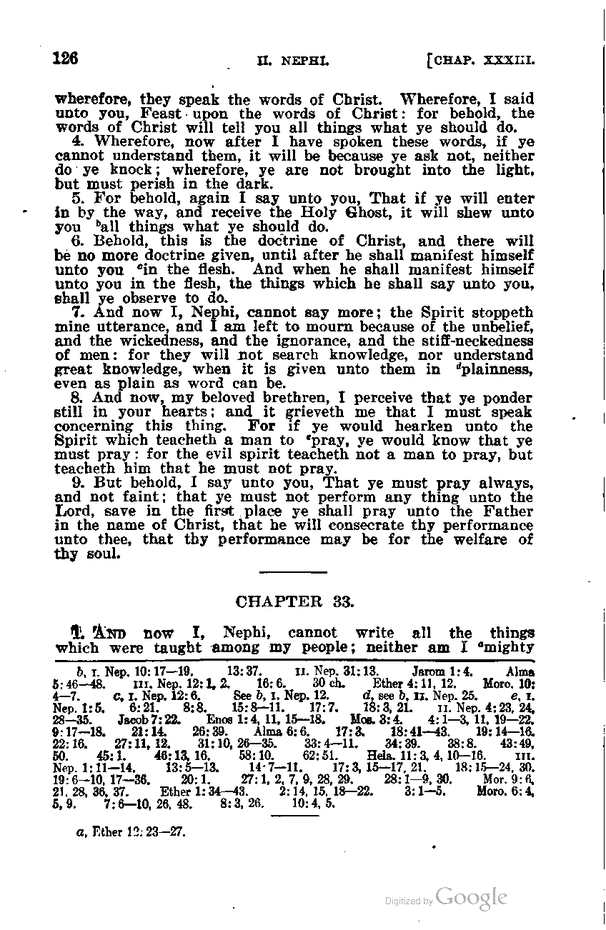 126 II. NEPHI. [CHAP. XXXIII.
wherefore, they speak the words of Christ. Wherefore, I said
unto you, Feast upon the words of Christ: for behold, the
words of Christ will tell you all things what ye should do.
4. Wherefore, now after I have spoken these words, if ye
cannot understand them, it will be because ye ask not, neither
do ye knock; wherefore, ye are not brought into the light,
but must perish in the dark.
5. For behold, again I say unto you, That if ye will enter
in by the way, and receive the Holy Ghost, it will shew unto
you ᵇall things what ye should do.
6. Behold, this is the doctrine of Christ, and there will
be no more doctrine given, until after he shall manifest himself
unto you ᶜin the flesh. And when he shall manifest himself
unto you in the flesh, the things which he shall say unto you,
shall ye observe to do.
7. And now I, Nephi, cannot say more; the Spirit stoppeth
mine utterance, and I am left to mourn because of the unbelief,
and the wickedness, and the ignorance, and the stiff-neckedness
of men: for they will not search knowledge, nor understand
great knowledge, when it is given unto them in ᵈplainness,
even as plain as word can be.
8. And now, my beloved brethren, I perceive that ye ponder
still in your hearts; and it grieveth me that I must speak
concerning this thing. For if ye would hearken unto the
Spirit which teacheth a man to ᵉpray, ye would know that ye
must pray: for the evil spirit teacheth not a man to pray, but
teacheth him that he must not pray.
9. But behold, I say unto you, That ye must pray always,
and not faint; that ye must not perform any thing unto the
Lord, save in the first place ye shall pray unto the Father
in the name of Christ, that he will consecrate thy performance
unto thee, that thy performance may be for the welfare of
thy soul.
CHAPTER 33.
1. AND now I, Nephi, cannot write all the things
which were taught among my people; neither am I ᵃmighty
b, I. Nep. 10:17—19. 13:37. II. Nep. 31:13. Jarom 1:4. Alma
5:46—48. III. Nep. 12:1, 2. 16:6. 30 ch. Ether 4:11, 12. Moro. 10:
4—7. c, I. Nep. 12:6. See b, I. Nep. 12. d, see b, II. Nep. 25. e, I.
Nep. 1:5. 6:21. 8:8. 15:8—11. 17:7. 18:3, 21. II. Nep. 4:23, 24,
28—35. Jacob 7:22. Enos 1:4, 11, 15—18. Mos. 3:4. 4:1—3, 11, 19—22.
9:17—18. 21:14. 26:39. Alma 6:6. 17:3. 18:41—43. 19:14—16.
22:16. 27:11, 12. 31:10, 26—35. 33:4—11. 34:39. 38:8. 43:49,
50. 45:1. 46:13, 16. 58:10. 62:51. Hela. 11:3, 4, 10—16. III.
Nep. 1:11—14. 13:5—13. 14:7—11. 17:3, 15—17, 21. 18:15—24, 30.
19:6—10, 17—36. 20:1. 27:1, 2, 7, 9, 28, 29. 28:1—9, 30. Mor. 9:6,
21, 28, 36, 37. Ether 1:34—43. 2:14, 15, 18—22. 3:1—5. Moro. 6:4,
5, 9. 7:6—10, 26, 48. 8:3, 26. 10:4, 5.
a, Ether 12:23—27.
Digitized by Google